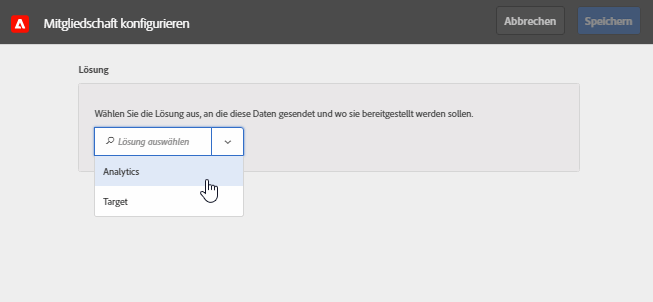 Mitgliedschaft konfigurieren
Abbrechen
Speichern
Lösung
Wählen Sie die Lösung aus, an die diese Daten gesendet und wo sie bereitgestellt werden sollen.
Lösung auswählen
Analytics
Target